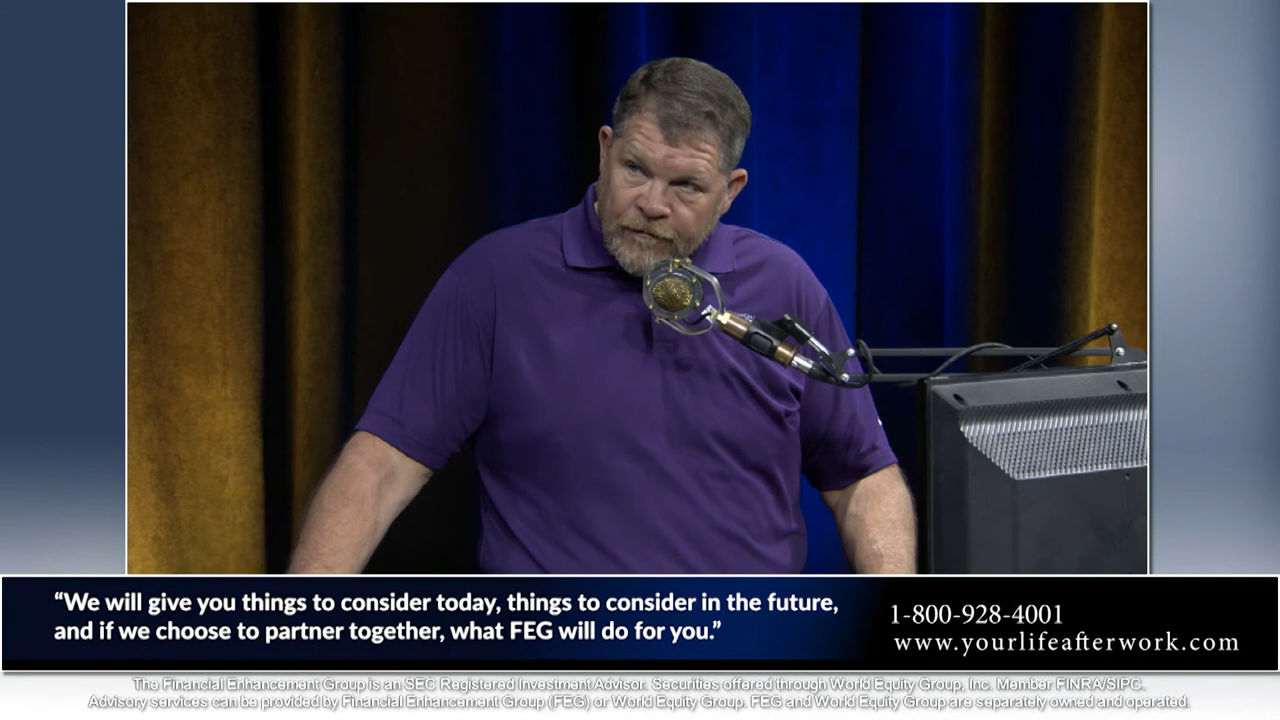 “We will give you things to consider today, things to consider in the future,
and if we choose to partner together, what FEG will do for you.”
1-800-928-4001
www.yourlifeafterwork.com
The Financial Enhancement Group is an SEC Registered Investment Advisor. Securities offered through World Equity Group, Inc. Member FINRA/SIPC.
Advisory services can be provided by Financial Enhancement Group (FEG) or World Equity Group. FEG and World Equity Group are separately owned and operated.